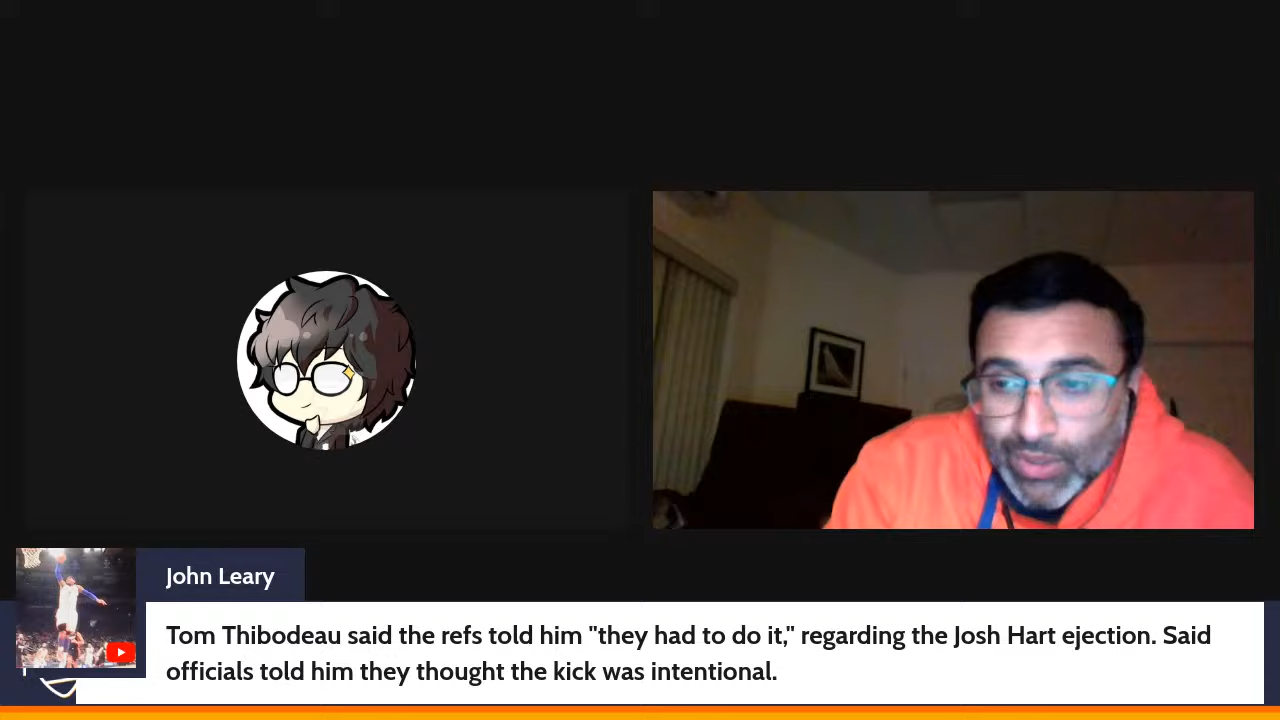 John Leary
Tom Thibodeau said the refs told him "they had to do it," regarding the Josh Hart ejection. Said
officials told him they thought the kick was intentional.